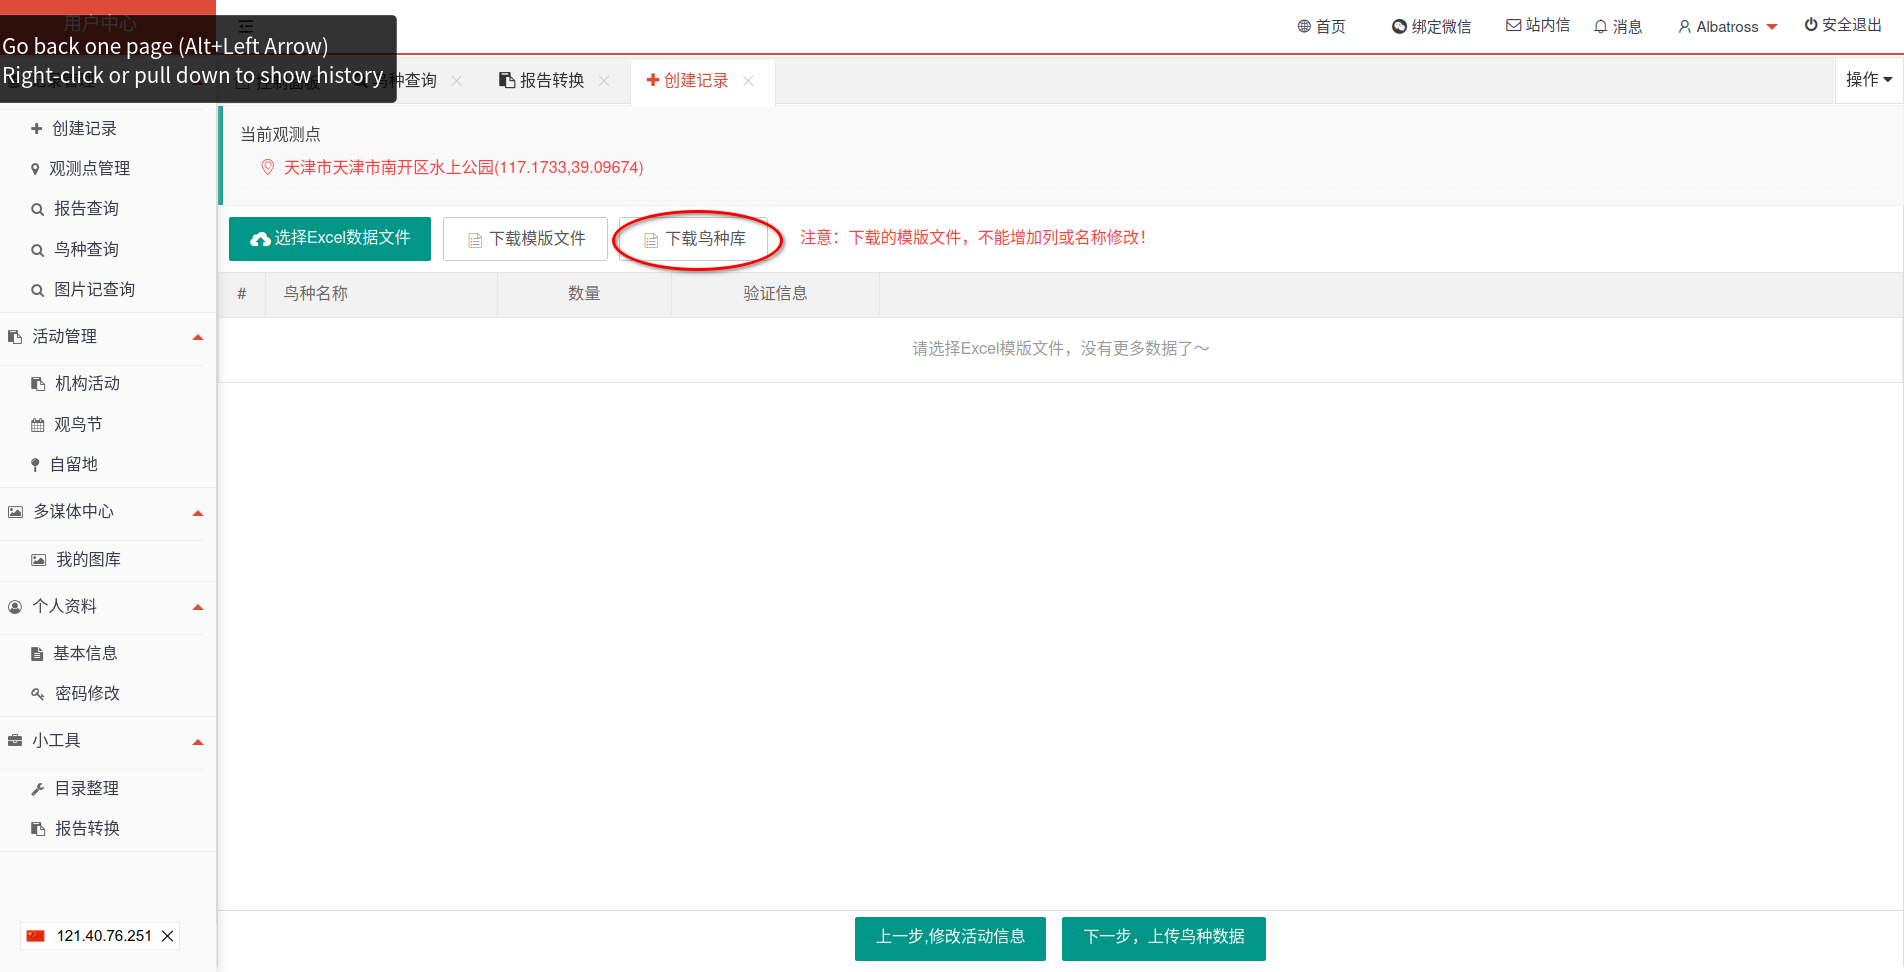 用户中心
首页
绑定微信
站内信
消息
Albatross
安全退出
Go back one page (Alt+Left Arrow)
Right-click or pull down to show history
控制面板
鸟种查询
报告转换
创建记录
操作
创建记录
观测点管理
报告查询
鸟种查询
图片记查询
活动管理
机构活动
观鸟节
自留地
多谋体中心
我的图库
个人资料
基本信息
密码修改
小工具
目录整理
报告转换
121.40.76.251
当前观测点
天津市天津市南开区水上公园(117.1733,39.09674)
选择Excel数据文件
下载模版文件
下载鸟种库
注意：下载的模版文件，不能增加列或名称修改！
#
鸟种名称
数量
验证信息
请选择Excel模版文件，没有更多数据了～
上一步,修改活动信息
下一步，上传鸟种数据